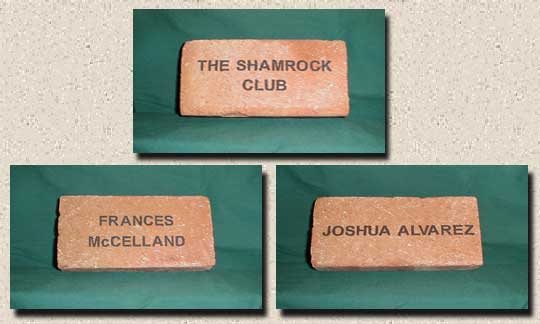 THE SHAMROCK
CLUB
FRANCES
McCELLAND
JOSHUA ALVAREZ